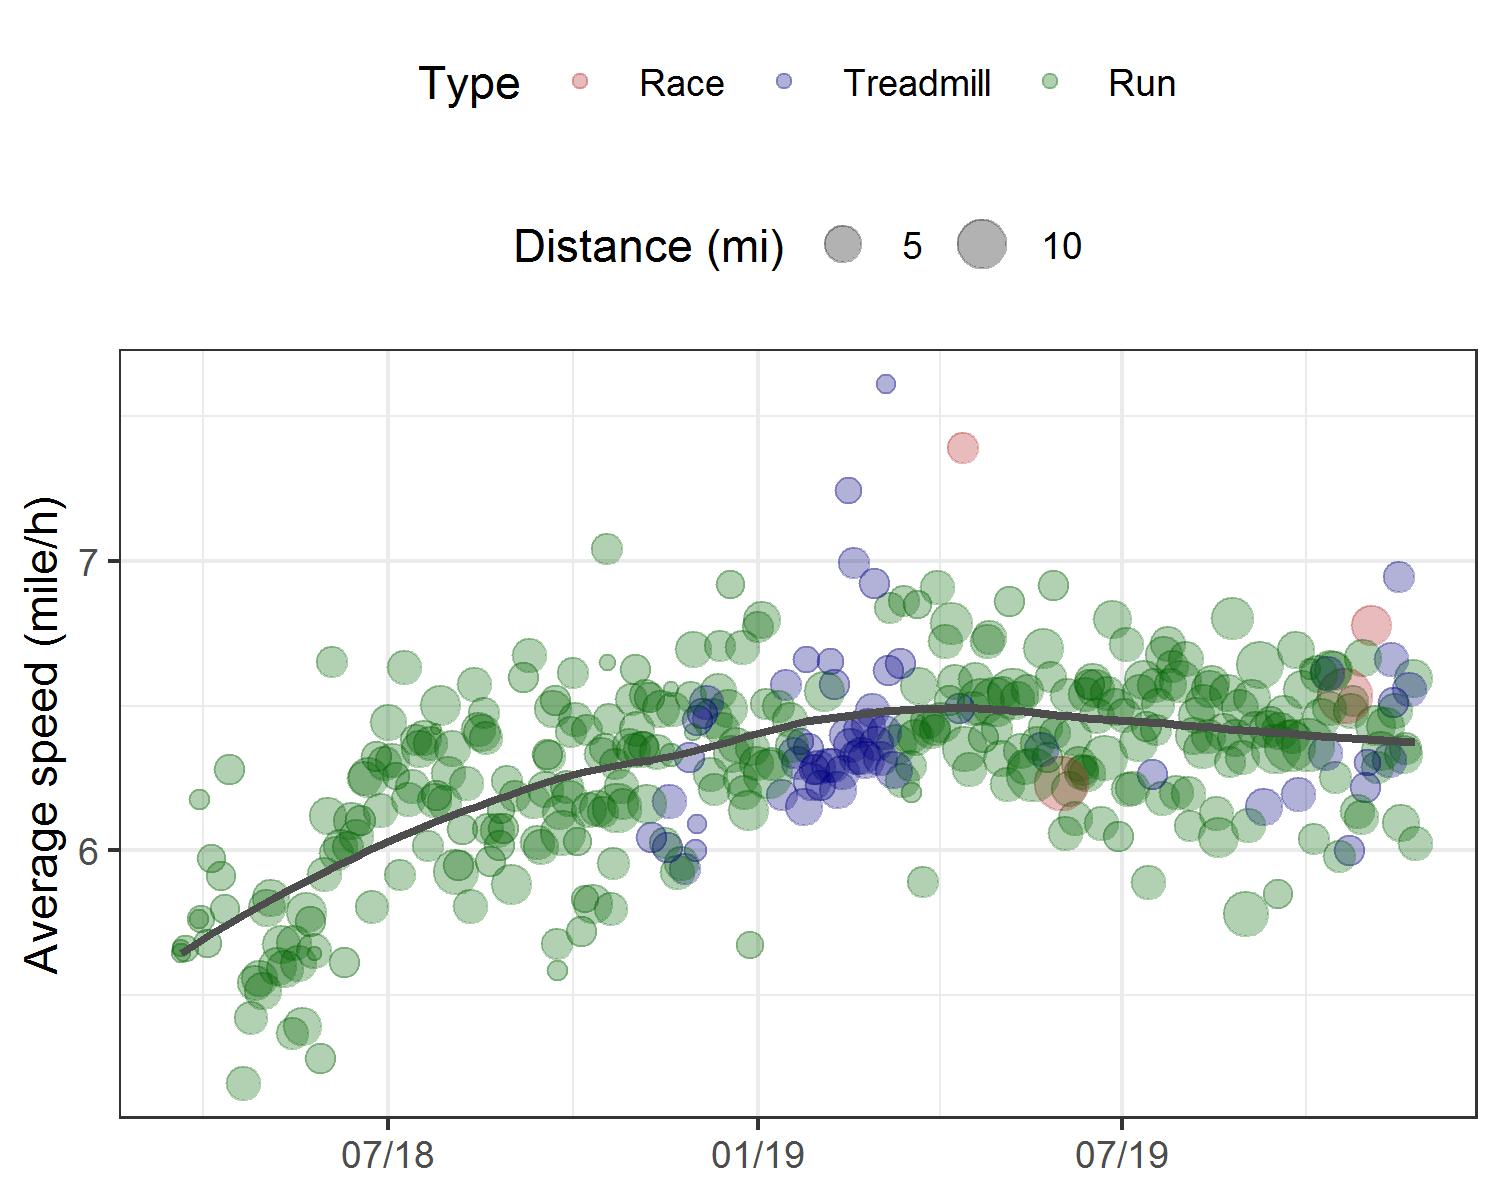 Type Race Treadmill Run
Distance (mi) 5 10
Average speed (mile/h)
7
6
07/18 01/19 07/19